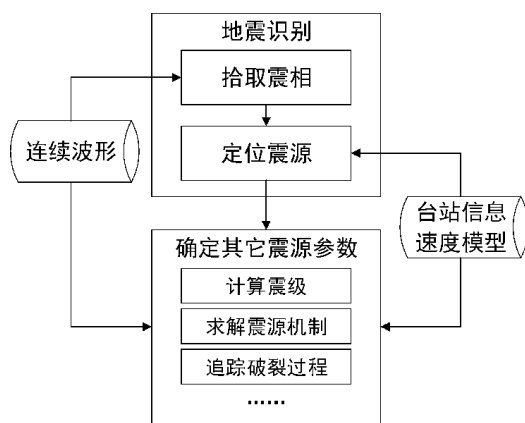 地震识别
拾取震相
定位震源
连续波形
台站信息
速度模型
确定其它震源参数
计算震级
求解震源机制
追踪破裂过程
……